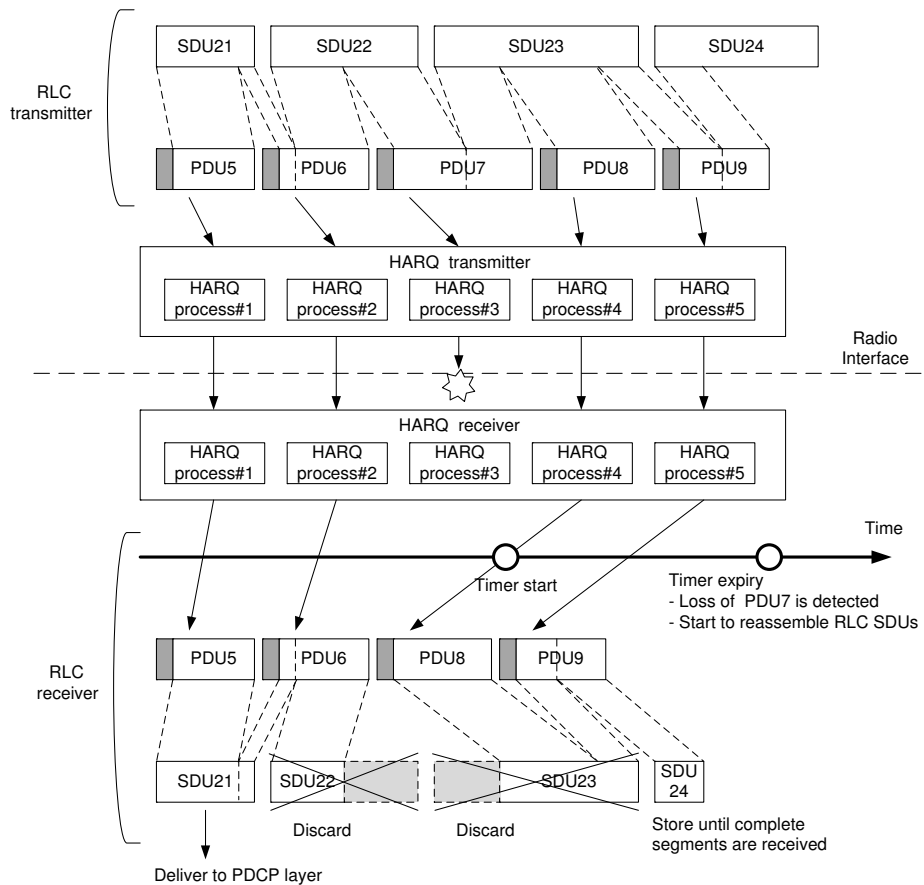 SDU21
SDU22
SDU23
SDU24
RLC
transmitter
PDU5
PDU6
PDU7
PDU8
PDU9
HARQ transmitter
HARQ
process#1
HARQ
process#2
HARQ
process#3
HARQ
process#4
HARQ
process#5
Radio
Interface
HARQ receiver
HARQ
process#1
HARQ
process#2
HARQ
process#3
HARQ
process#4
HARQ
process#5
Time
Timer start
Timer expiry
- Loss of PDU7 is detected
- Start to reassemble RLC SDUs
RLC
receiver
PDU5
PDU6
PDU8
PDU9
SDU21
SDU22
SDU23
SDU
24
Discard
Discard
Store until complete
segments are received
Deliver to PDCP layer